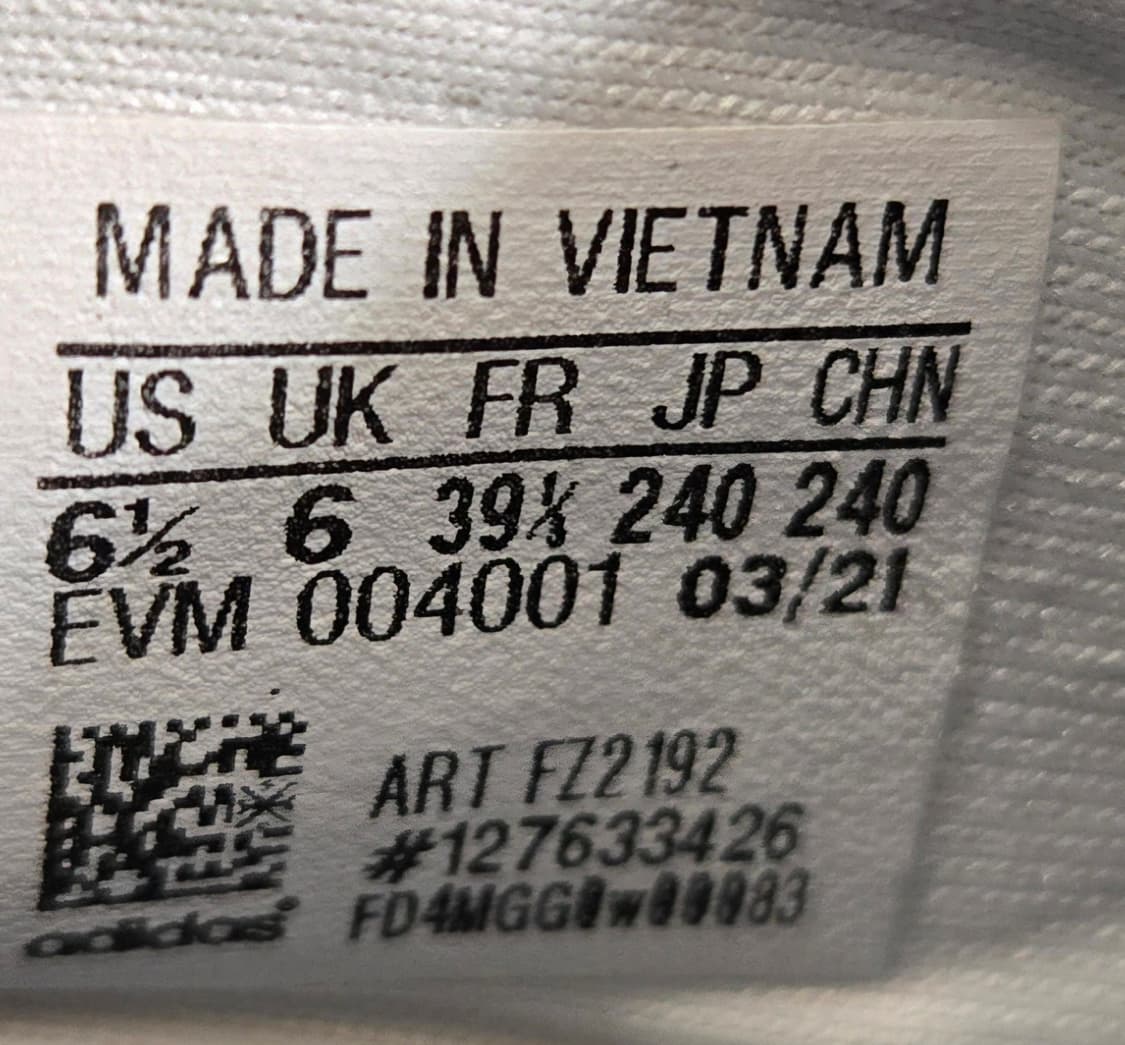 MADE IN VIETNAM
US UK FR JP CHN
6½ 6 39⅓ 240 240
EVM 004001 03/21
ART FZ2192
#127633426
FD4MGG0w00083
adidas